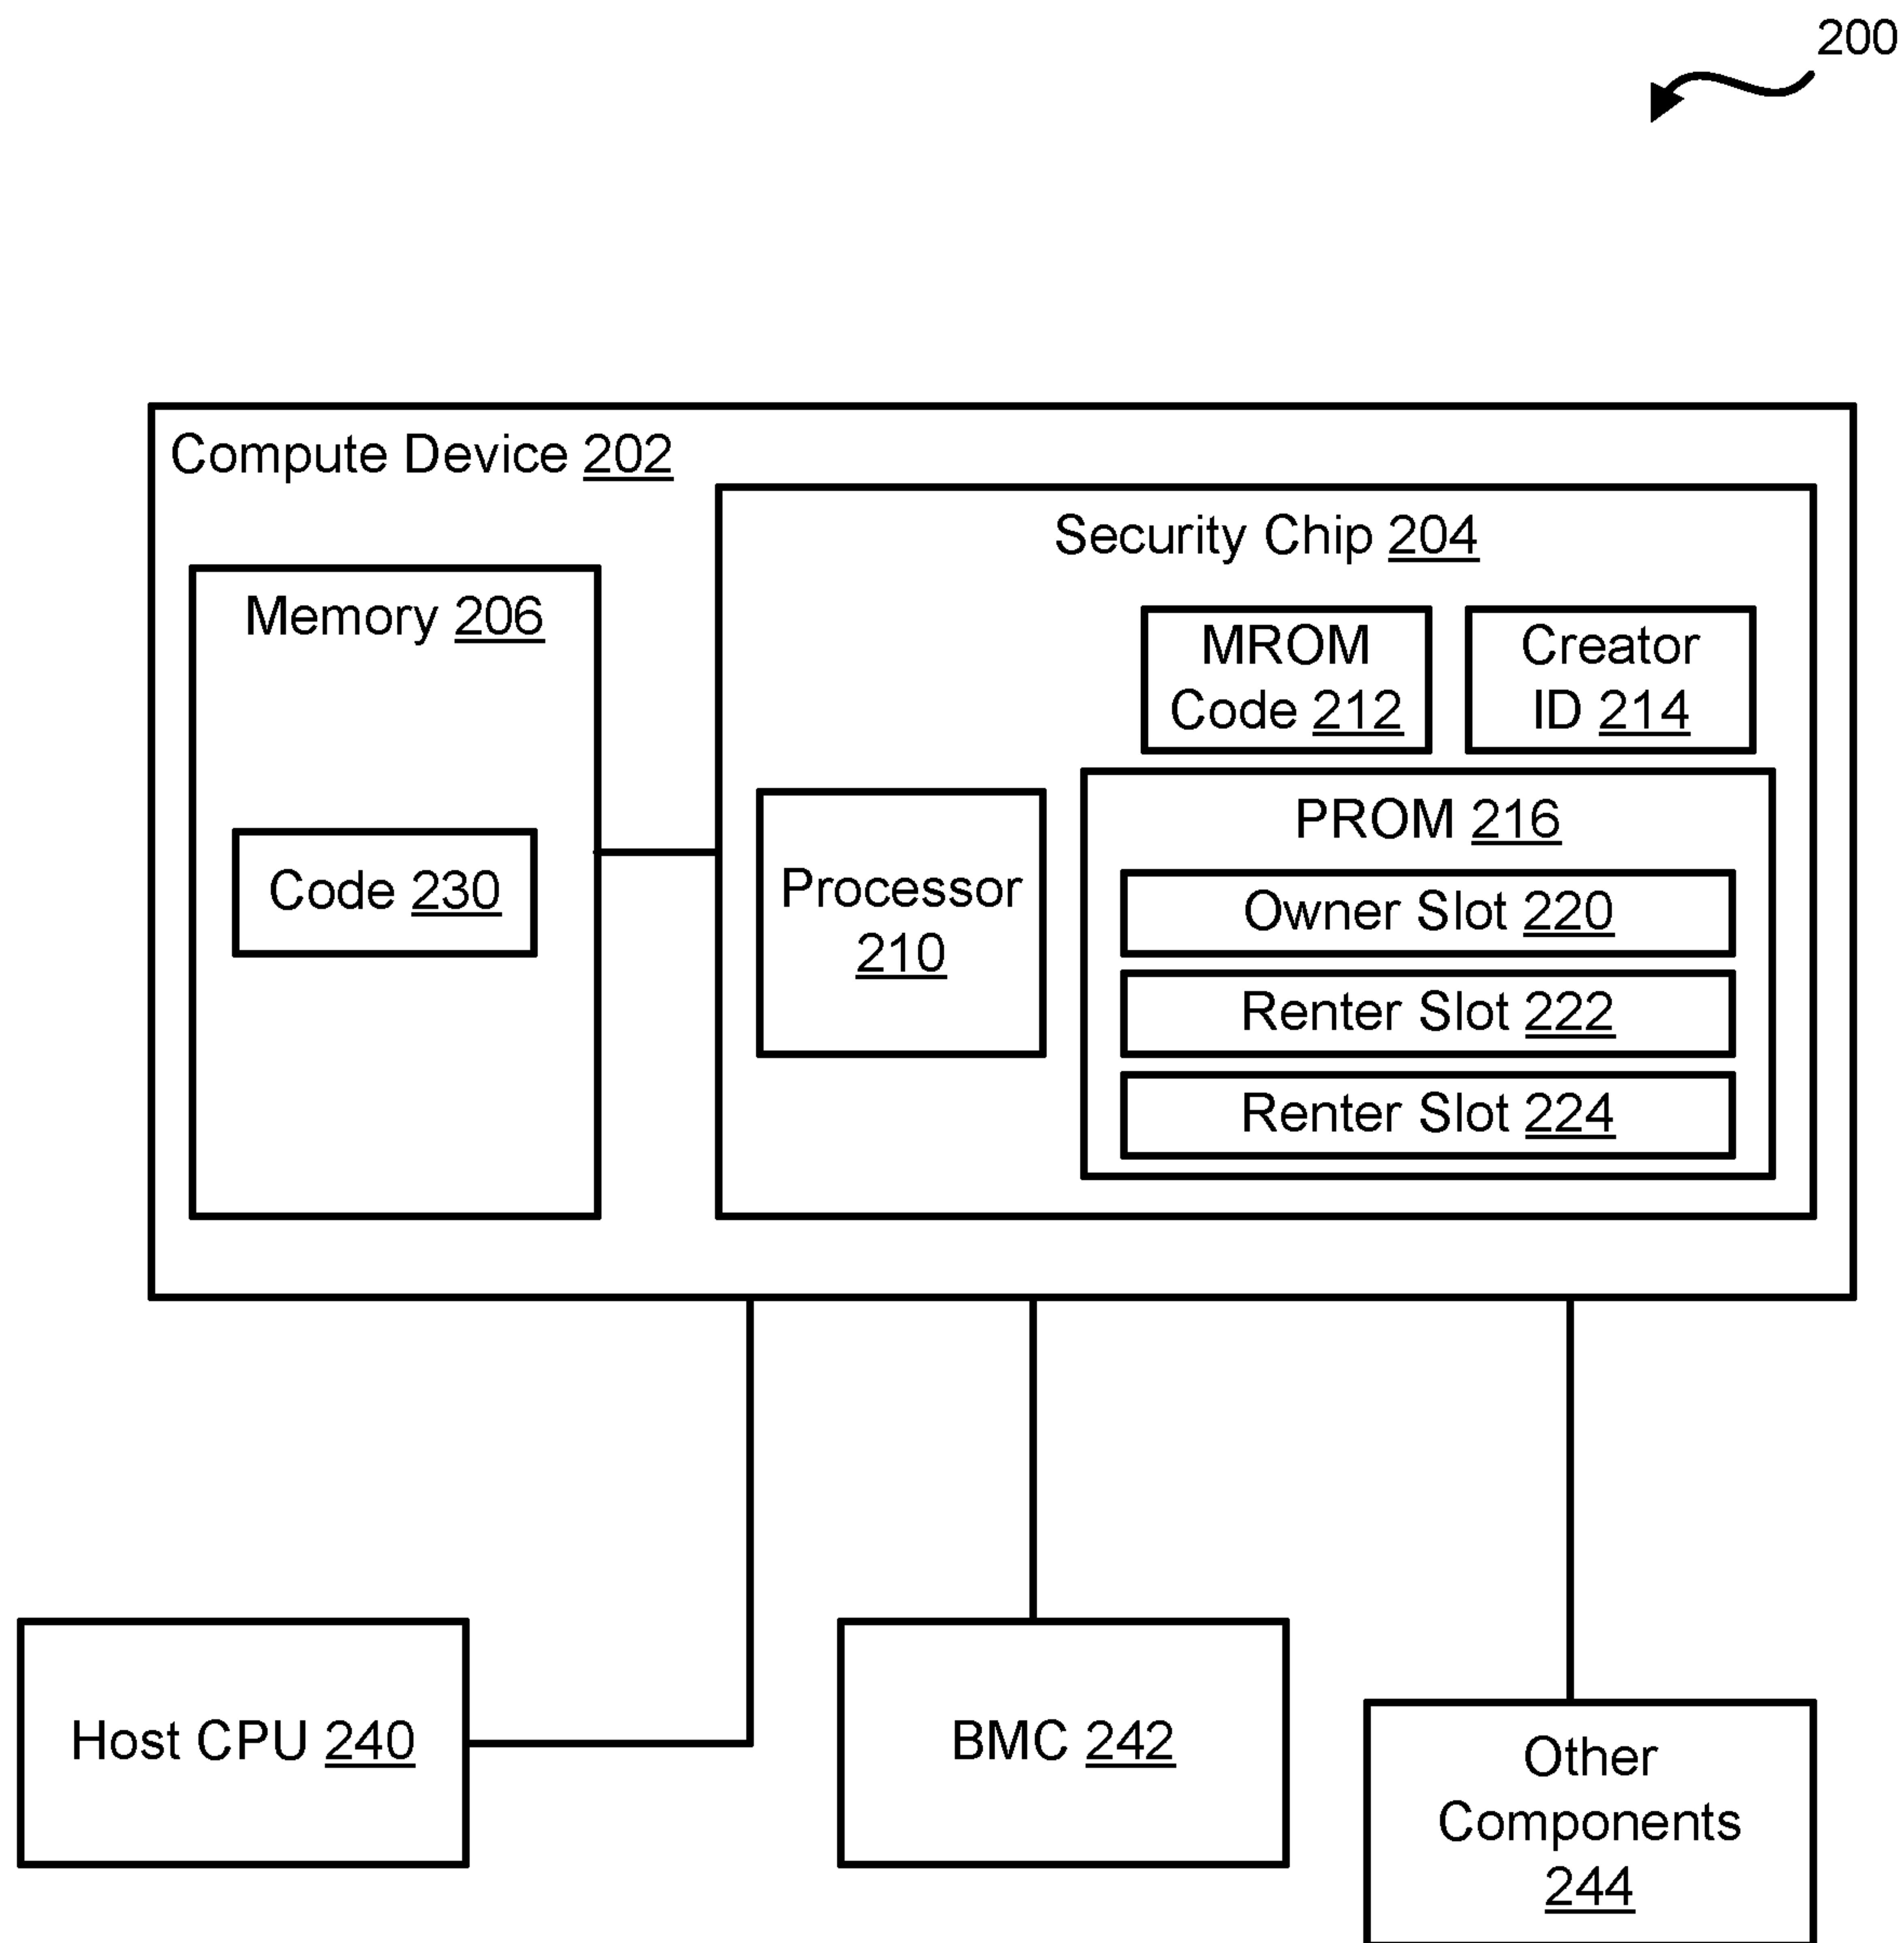 200
Compute Device 202
Security Chip 204
Memory 206
MROM
Code 212
Creator
ID 214
PROM 216
Processor
210
Code 230
Owner Slot 220
Renter Slot 222
Renter Slot 224
Host CPU 240
BMC 242
Other
Components
244